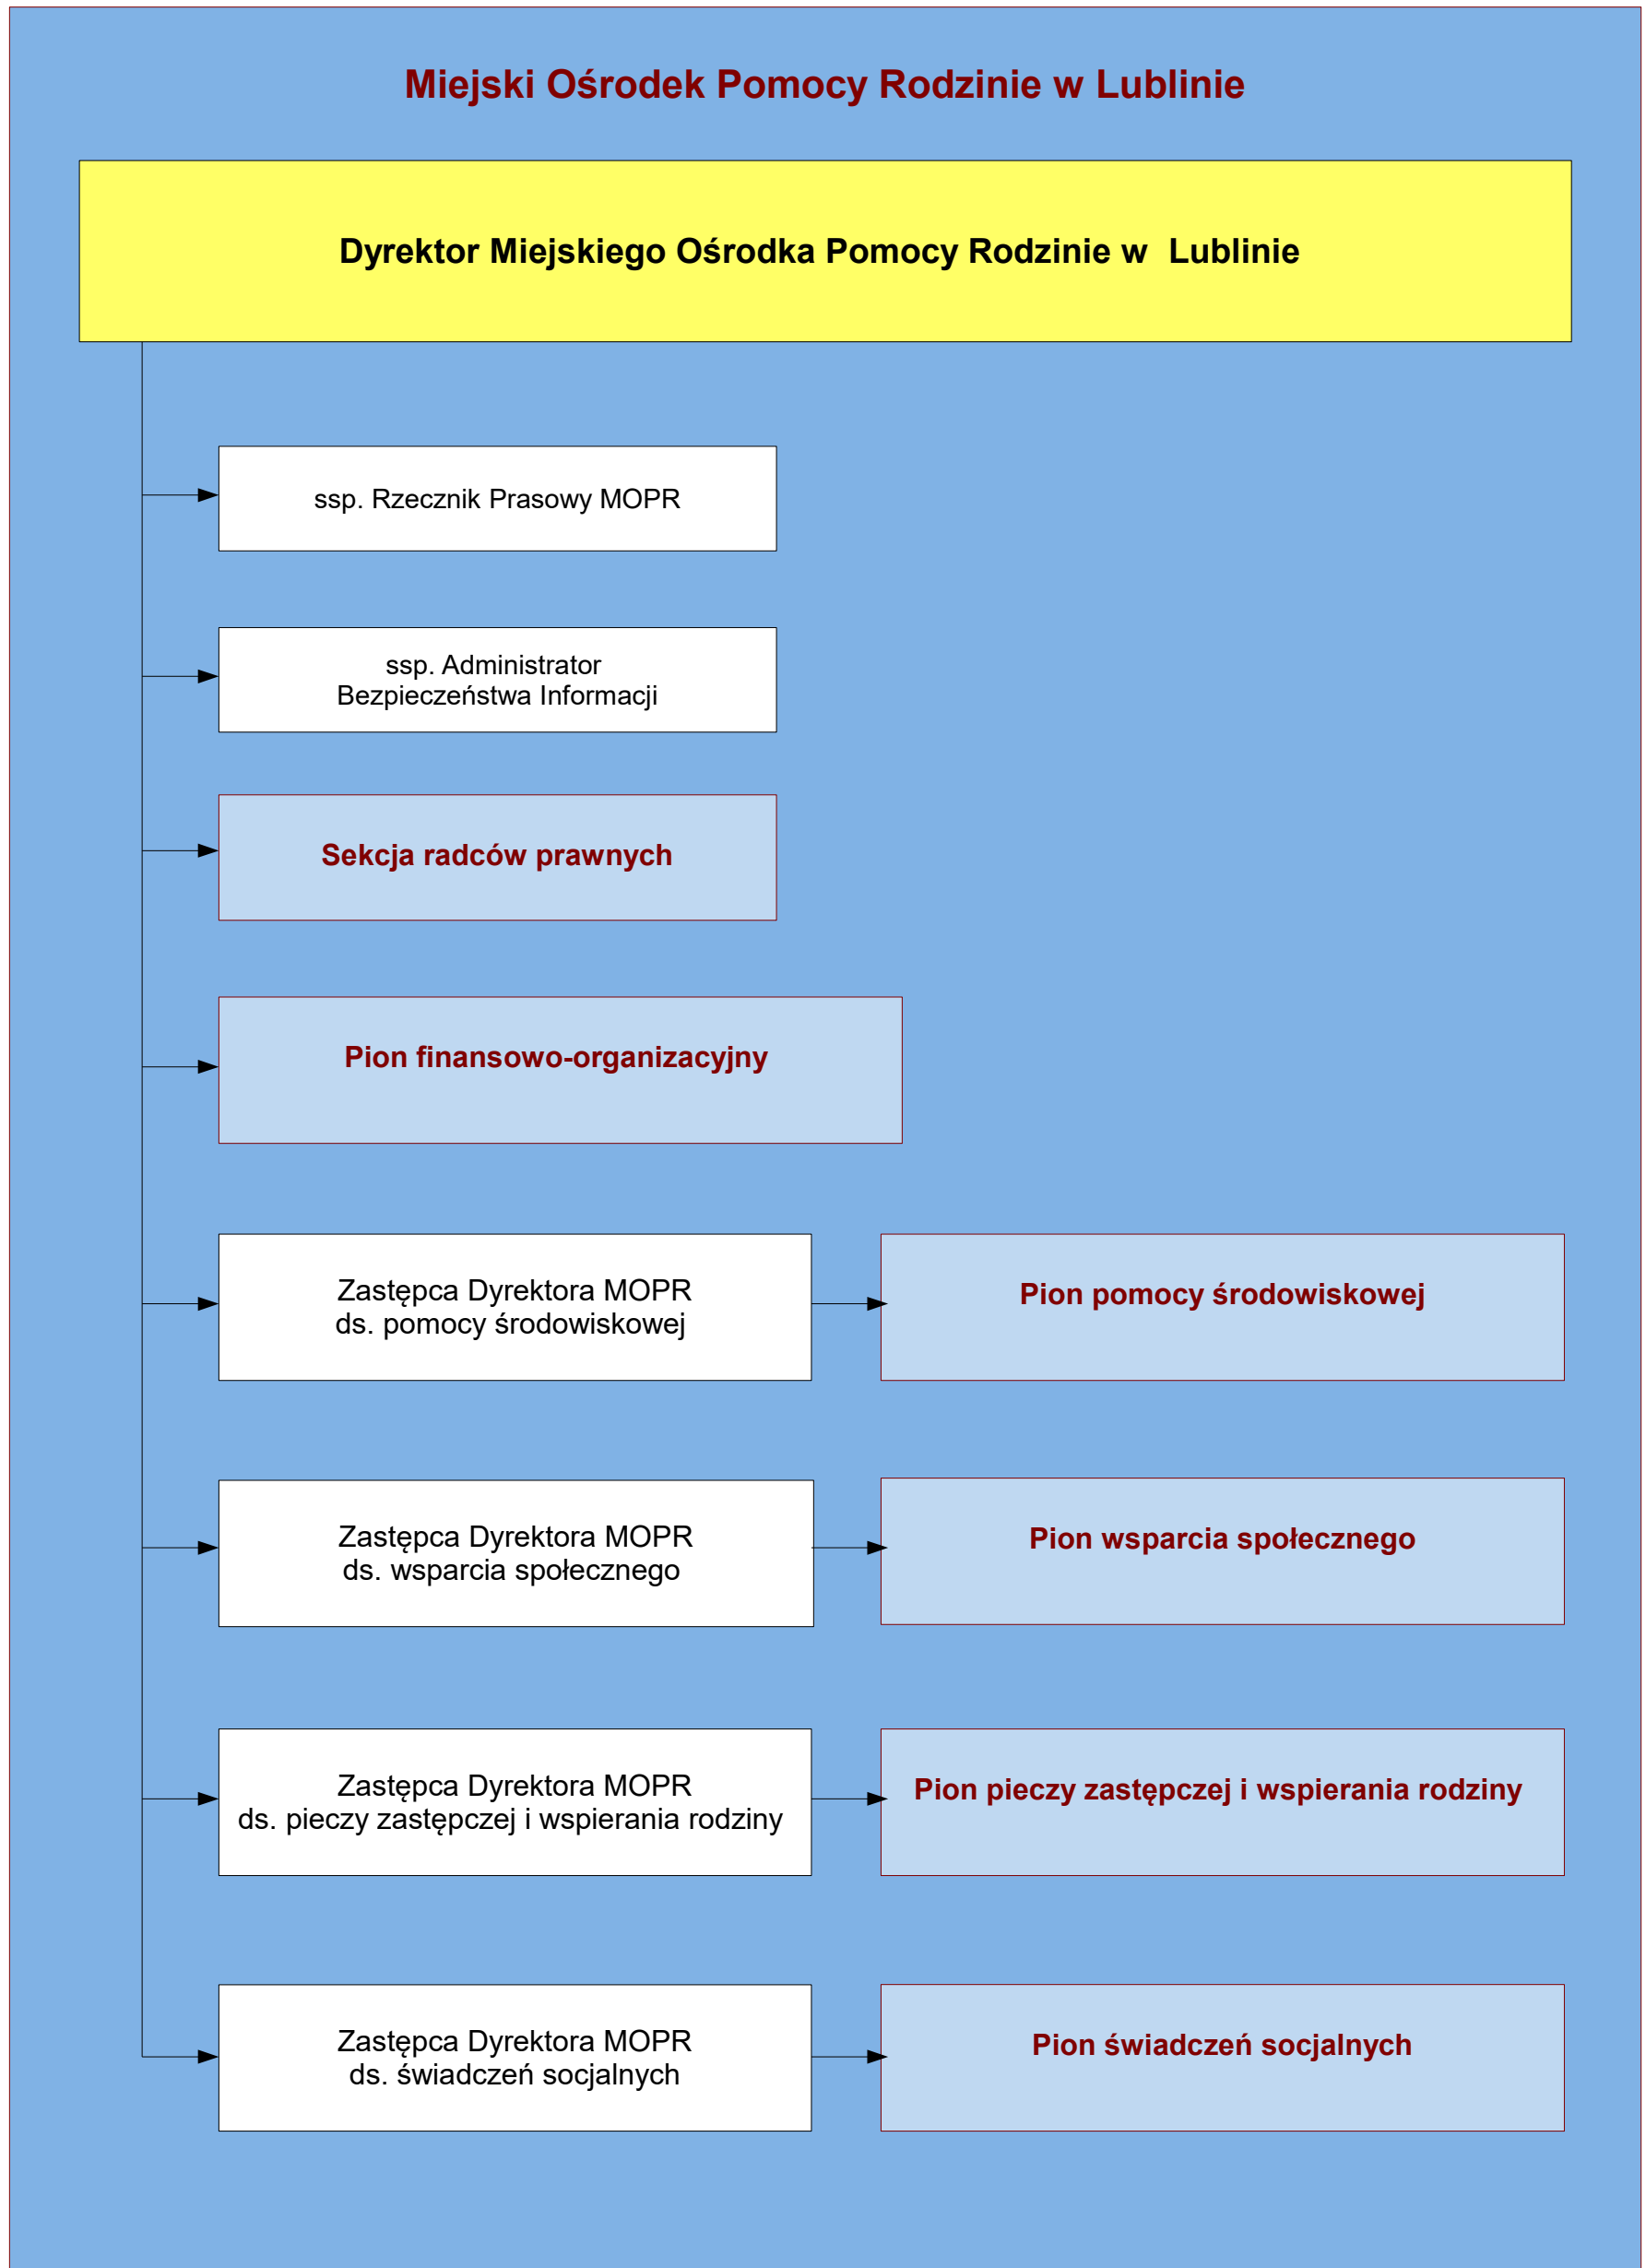 Miejski Ośrodek Pomocy Rodzinie w Lublinie
Dyrektor Miejskiego Ośrodka Pomocy Rodzinie w  Lublinie
ssp. Rzecznik Prasowy MOPR
ssp. Administrator
Bezpieczeństwa Informacji
Sekcja radców prawnych
Pion finansowo-organizacyjny
Zastępca Dyrektora MOPR
ds. pomocy środowiskowej
Pion pomocy środowiskowej
Zastępca Dyrektora MOPR
ds. wsparcia społecznego
Pion wsparcia społecznego
Zastępca Dyrektora MOPR
ds. pieczy zastępczej i wspierania rodziny
Pion pieczy zastępczej i wspierania rodziny
Zastępca Dyrektora MOPR
ds. świadczeń socjalnych
Pion świadczeń socjalnych